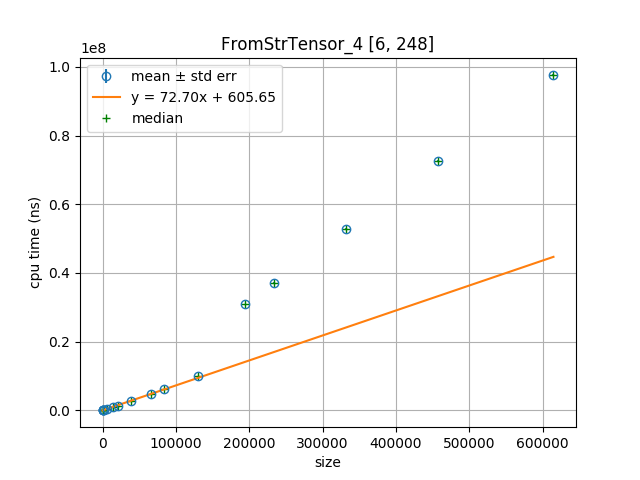 FromStrTensor_4 [6, 248]
1e8
mean ± std err
y = 72.70x + 605.65
median
1.0
0.8
0.6
0.4
0.2
0.0
cpu time (ns)
0 100000 200000 300000 400000 500000 600000
size